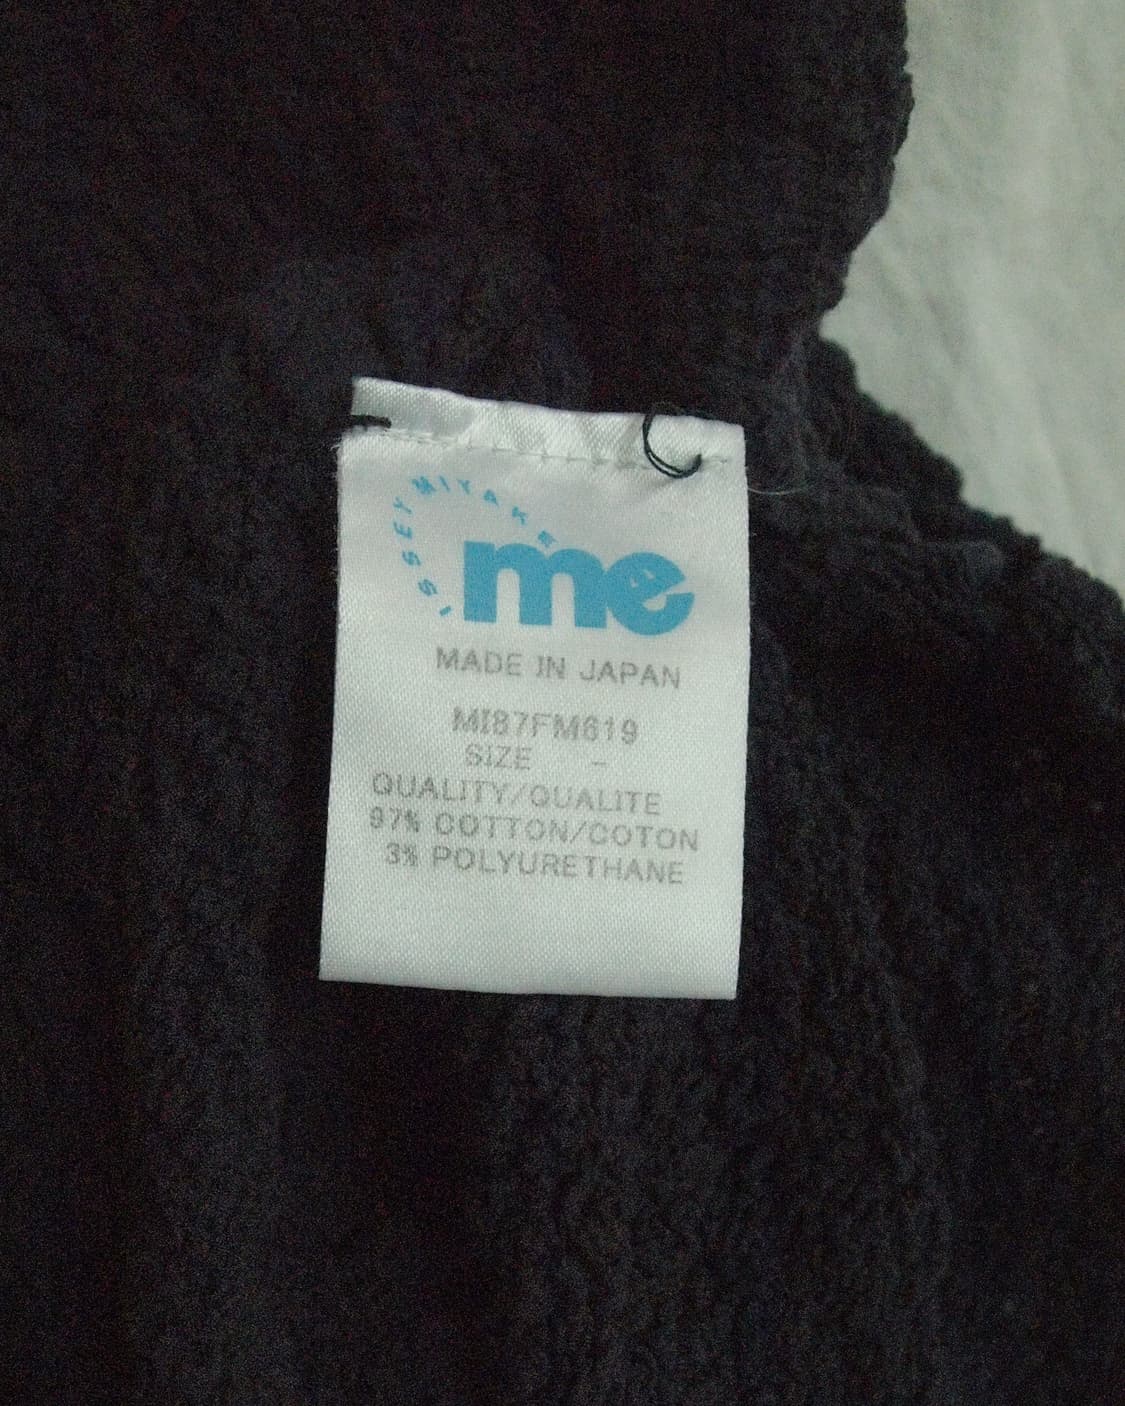 ISSEY MIYAKE
me
MADE IN JAPAN
MI87FM619
SIZE -
QUALITY/QUALITE
97% COTTON/COTON
3% POLYURETHANE